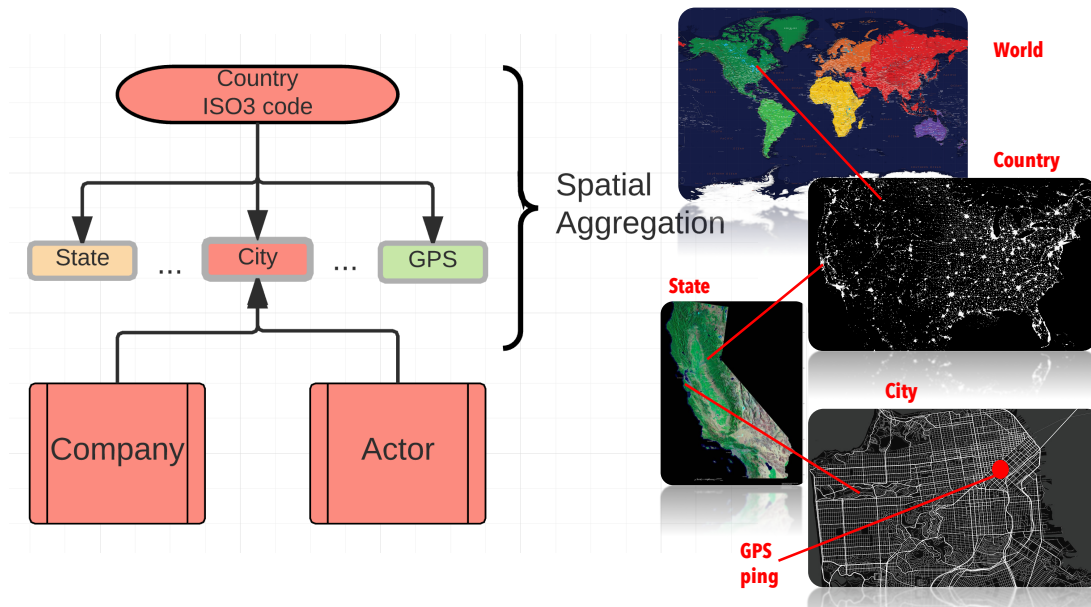 Country
ISO3 code
State
...
City
...
GPS
Company
Actor
Spatial
Aggregation
World
Country
State
City
GPS
ping